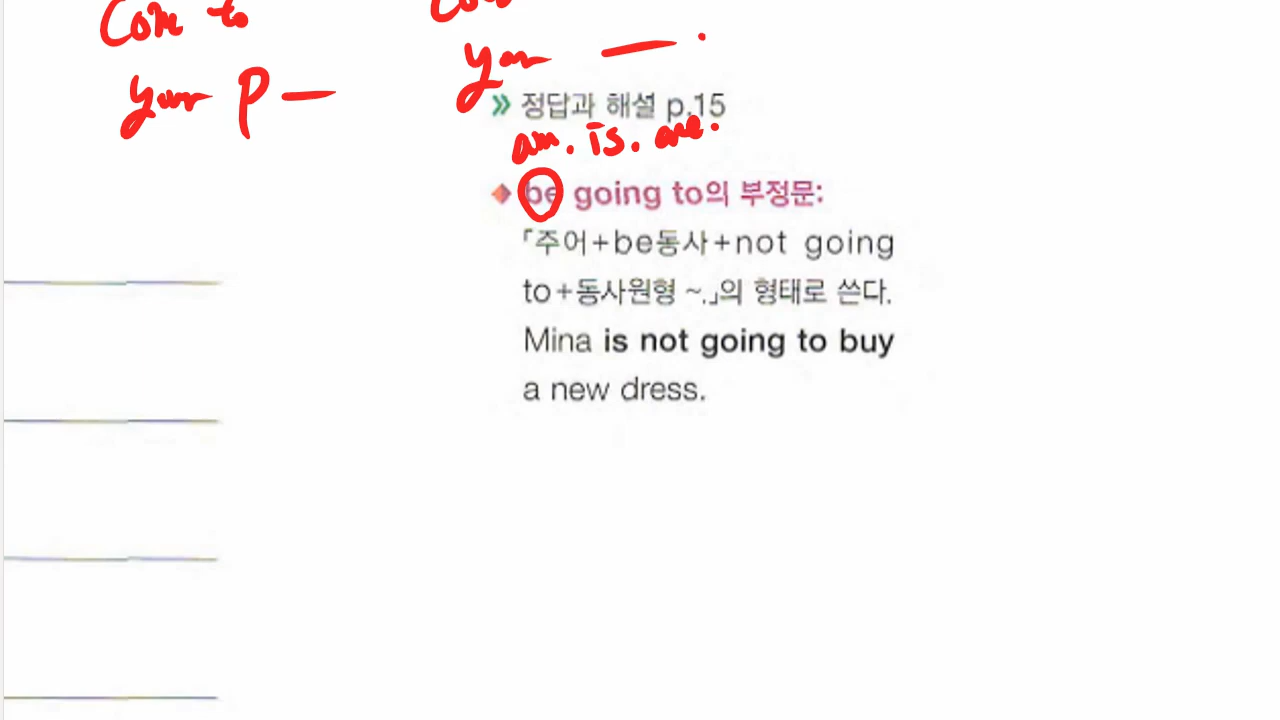 Come to
your P—
your — .
» 정답과 해설 p.15
am. is. are.
be going to의 부정문:
「주어+be동사+not going
to+동사원형 ~.」의 형태로 쓴다.
Mina is not going to buy
a new dress.